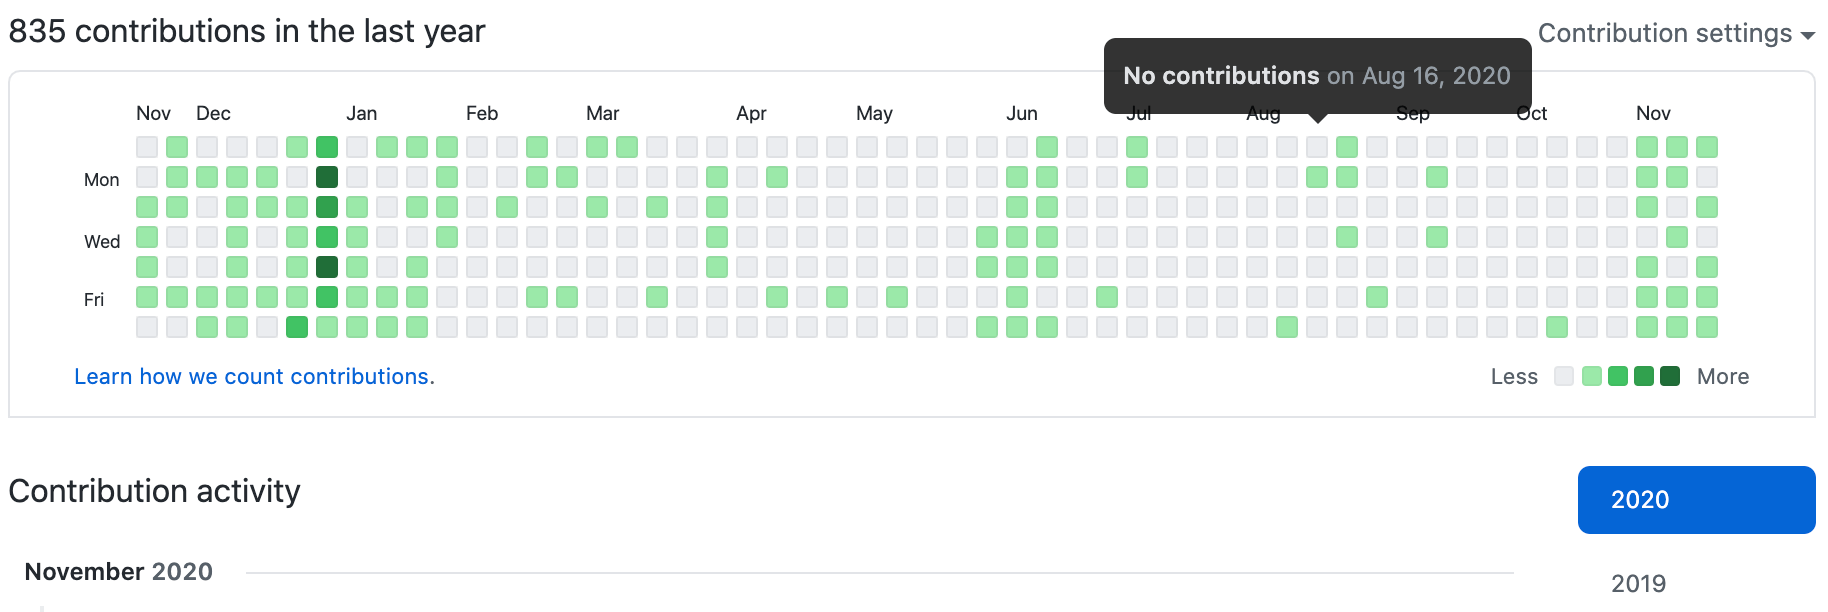 835 contributions in the last year
Contribution settings
No contributions on Aug 16, 2020
Nov Dec Jan Feb Mar Apr May Jun Jul Aug Sep Oct Nov
Mon
Wed
Fri
Learn how we count contributions.
Less More
Contribution activity
2020
November 2020
2019